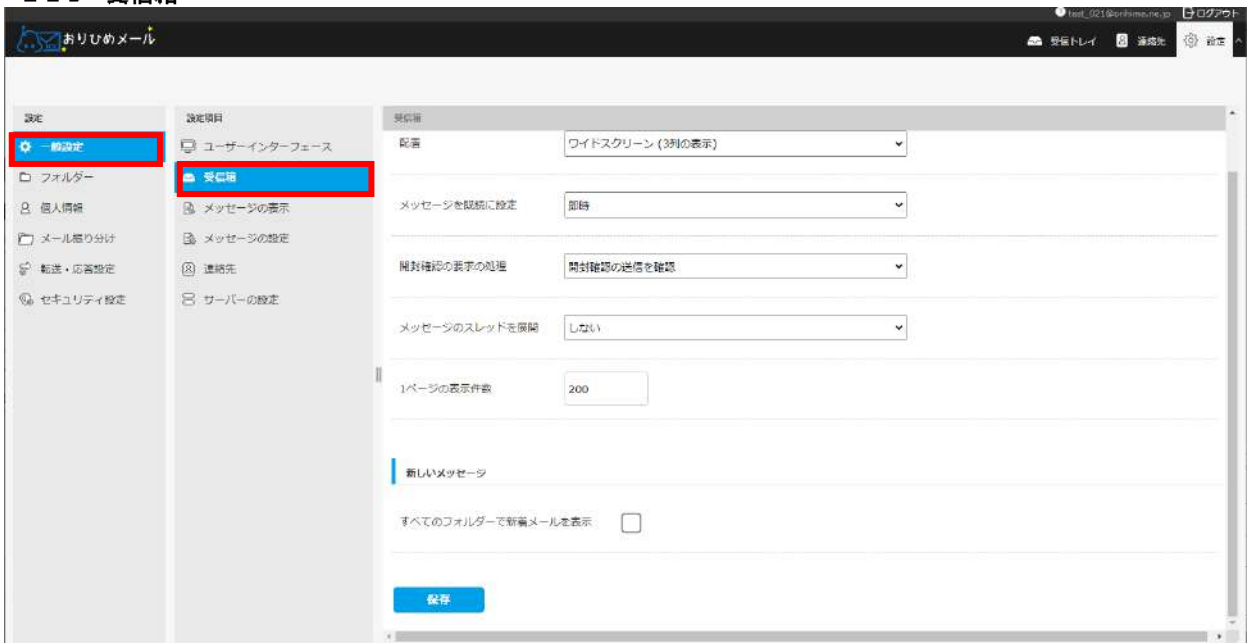 ログアウト
おりひめメール
受信トレイ
連絡先
設定
設定
一般設定
フォルダー
個人情報
メール振り分け
転送・応答設定
セキュリティ設定
設定項目
ユーザーインターフェース
受信箱
メッセージの表示
メッセージの設定
連絡先
サーバーの設定
受信箱
配置
ワイドスクリーン (3列の表示)
メッセージを既読に設定
即時
開封確認の要求の処理
開封確認の送信を確認
メッセージのスレッドを展開
しない
1ページの表示件数
200
新しいメッセージ
すべてのフォルダーで新着メールを表示
保存